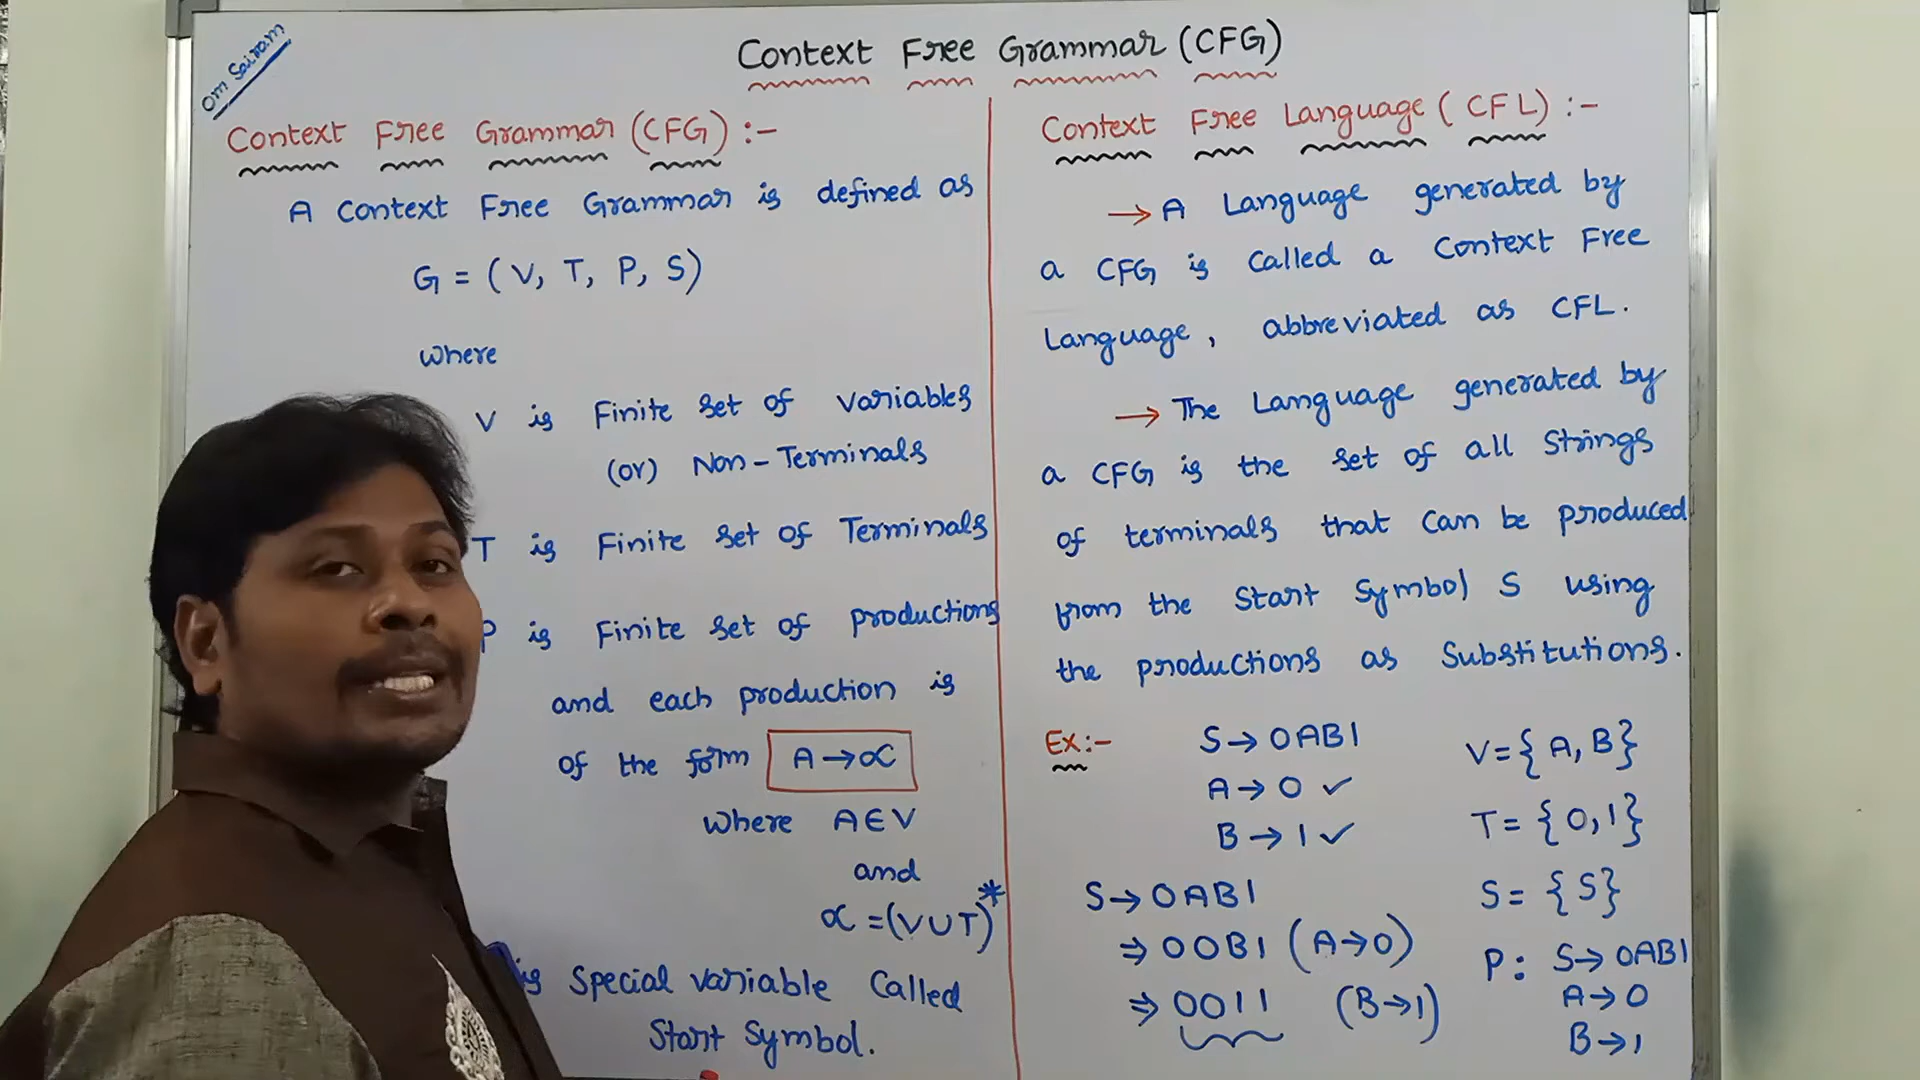 Om Sairam
Context Free Grammar (CFG)
Context Free Grammar (CFG) :-
A Context Free Grammar is defined as
G = (V, T, P, S)
where
V is Finite set of variables
(or) Non-Terminals
T is Finite set of Terminals
P is Finite set of productions
and each production is
of the form A→∝
where A∈V
and
∝ =(V∪T)*
is special variable called
Start Symbol.
Context Free Language ( CFL) :-
→ A Language generated by
a CFG is called a Context Free
Language, abbreviated as CFL.
→ The Language generated by
a CFG is the set of all strings
of terminals that can be produced
from the start symbol S using
the productions as substitutions.
Ex:-
S→0AB1
A→0 ✓
B→1 ✓
S→0AB1
⇒00B1 (A→0)
⇒0011 (B→1)
V={A,B}
T={0,1}
S={S}
P: S→0AB1
A→0
B→1